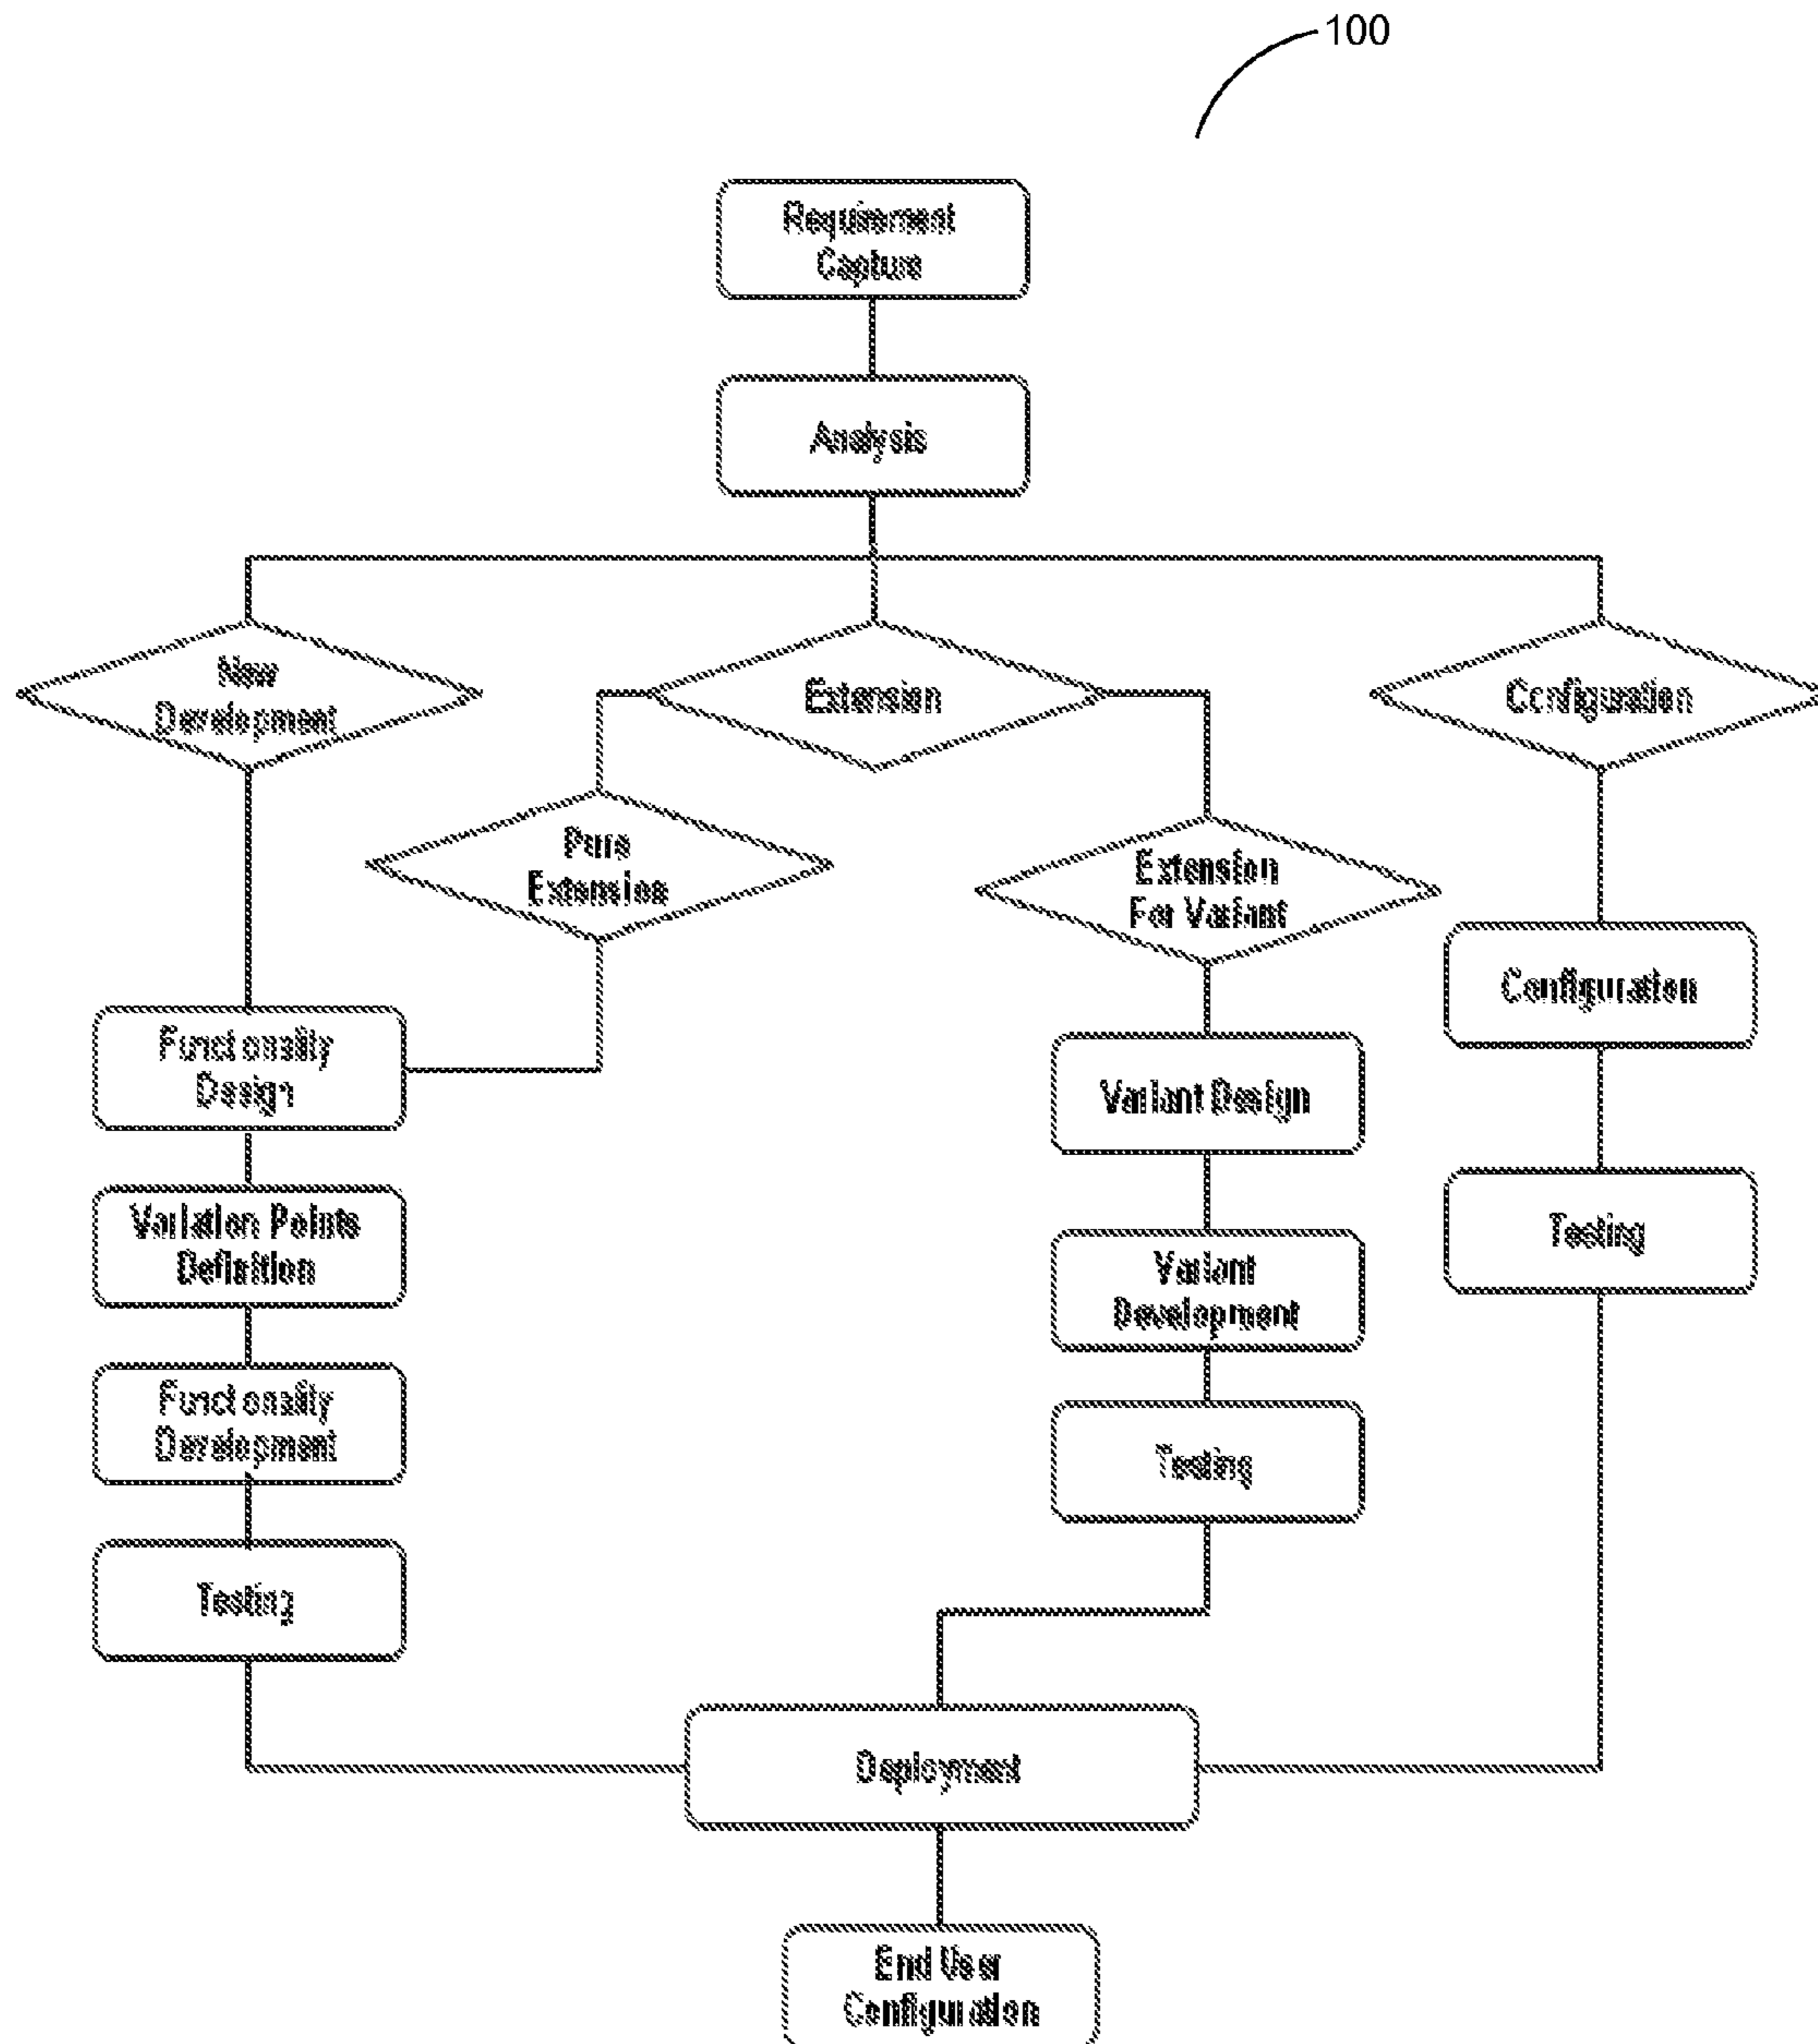 100
Requirement
Capture
Analysis
New
Development
Extension
Configuration
Pure
Extension
Extension
For Variant
Configuration
Functionality
Design
Variant Design
Variation Points
Definition
Testing
Variant
Development
Functionality
Development
Testing
Testing
Deployment
End User
Configuration